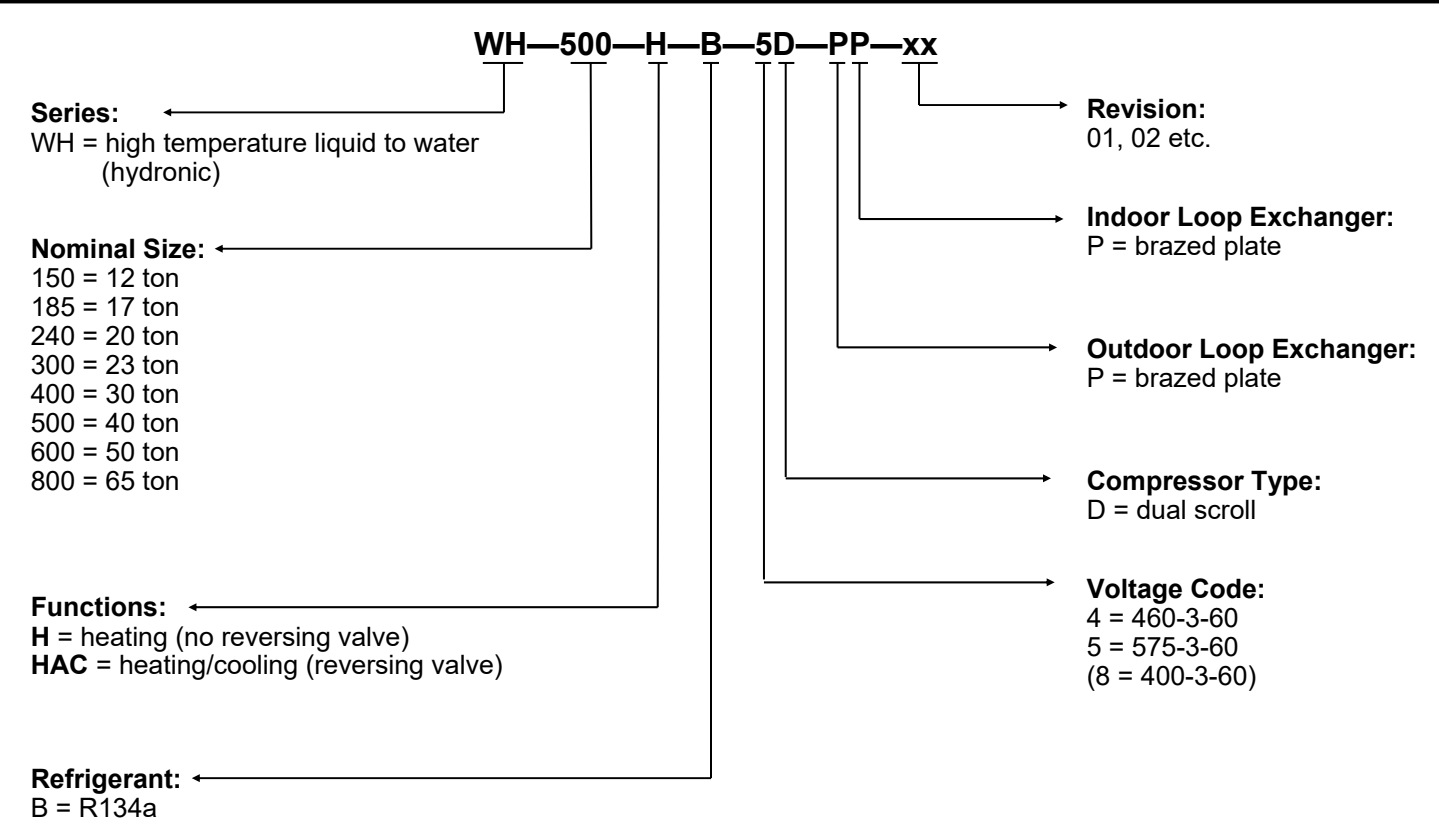 WH—500—H—B—5D—PP—xx
Series:
WH = high temperature liquid to water
(hydronic)
Nominal Size:
150 = 12 ton
185 = 17 ton
240 = 20 ton
300 = 23 ton
400 = 30 ton
500 = 40 ton
600 = 50 ton
800 = 65 ton
Functions:
H = heating (no reversing valve)
HAC = heating/cooling (reversing valve)
Refrigerant:
B = R134a
Revision:
01, 02 etc.
Indoor Loop Exchanger:
P = brazed plate
Outdoor Loop Exchanger:
P = brazed plate
Compressor Type:
D = dual scroll
Voltage Code:
4 = 460-3-60
5 = 575-3-60
(8 = 400-3-60)